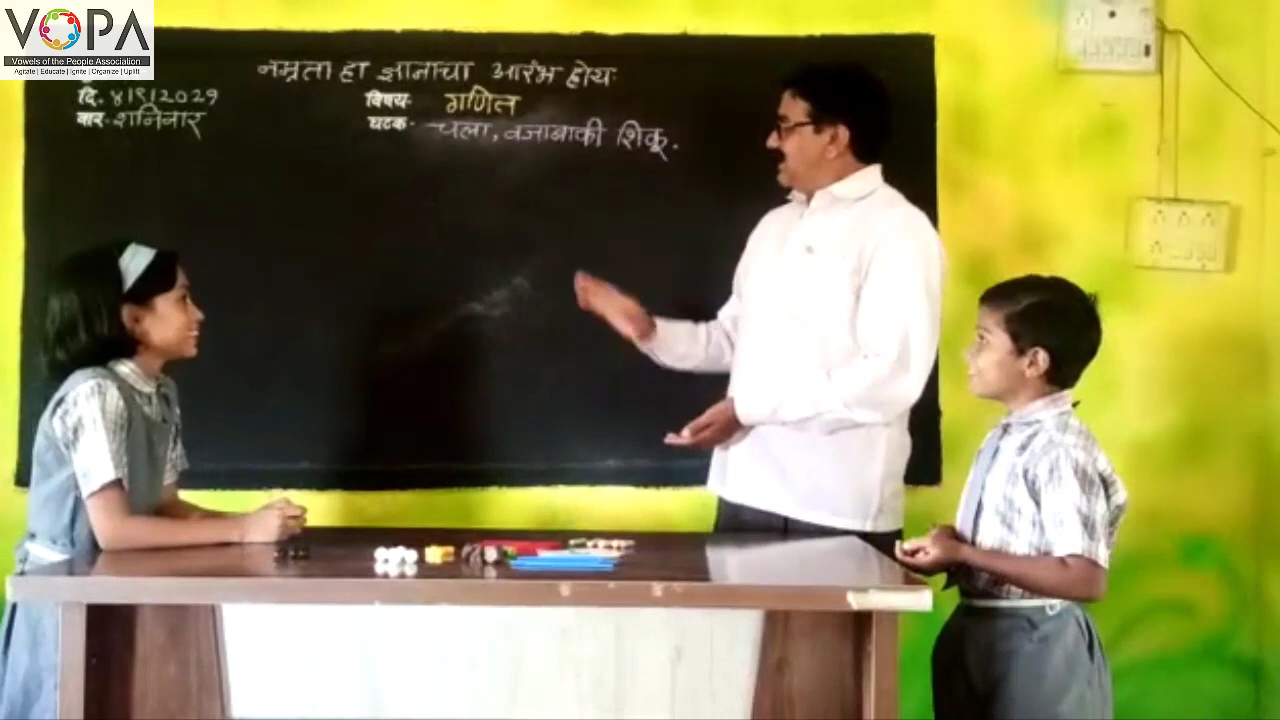 VOPA
Vowels of the People Association
Agitate | Educate | Ignite | Organize | Uplift
नम्रता हा ज्ञानाचा आरंभ होय
दि. ४।९।२०२१
वार. शनिवार
विषय- गणित
घटक- चला, वजाबाकी शिकू.